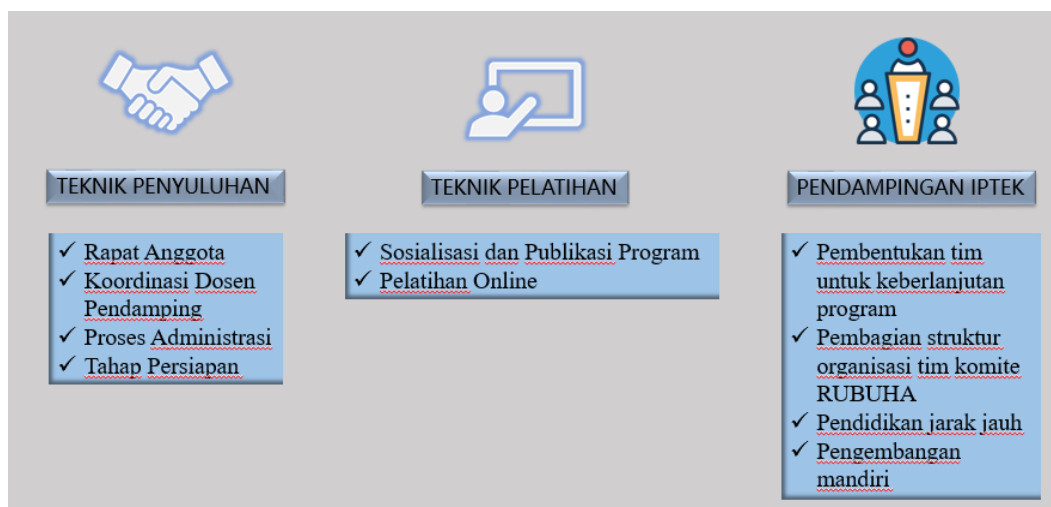 TEKNIK PENYULUHAN
✓ Rapat Anggota
✓ Koordinasi Dosen
Pendamping
✓ Proses Administrasi
✓ Tahap Persiapan
TEKNIK PELATIHAN
✓ Sosialisasi dan Publikasi Program
✓ Pelatihan Online
PENDAMPINGAN IPTEK
✓ Pembentukan tim
untuk keberlanjutan
program
✓ Pembagian struktur
organisasi tim komite
RUBUHA
✓ Pendidikan jarak jauh
✓ Pengembangan
mandiri